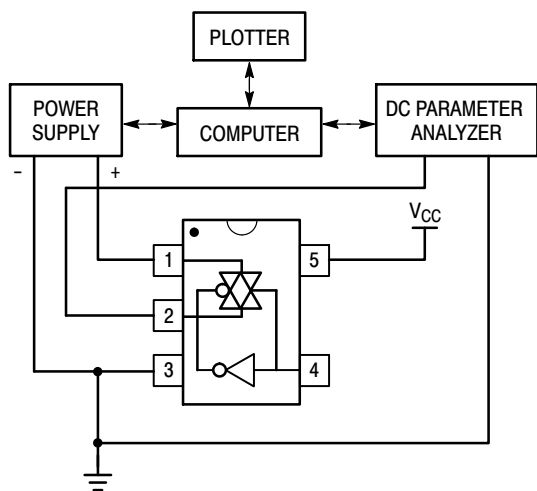 PLOTTER
POWER
SUPPLY
COMPUTER
DC PARAMETER
ANALYZER
- +
VCC
1 5
2
3 4